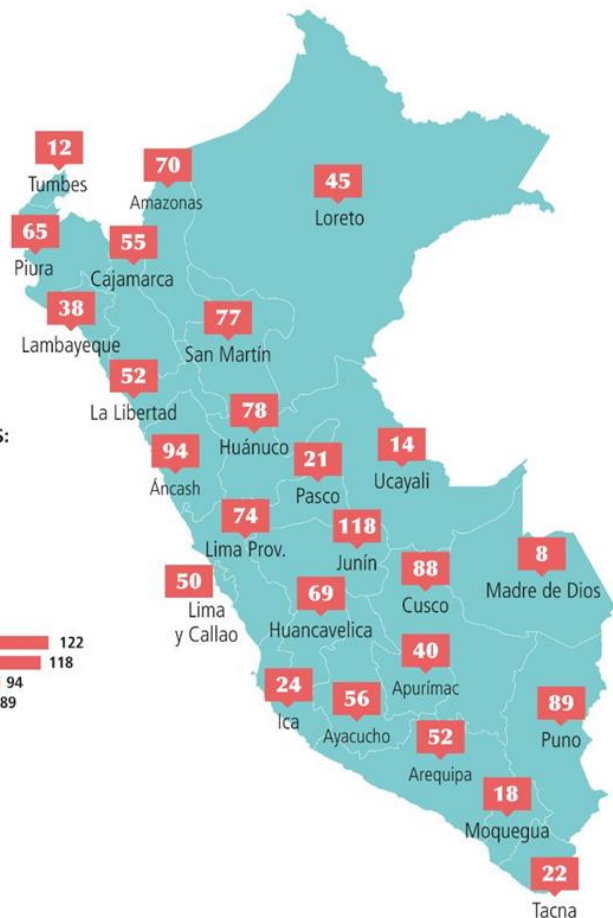 12
Tumbes
70
Amazonas
45
Loreto
65
Piura
55
Cajamarca
38
Lambayeque
77
San Martín
52
La Libertad
78
Huánuco
S:
94
Áncash
21
Pasco
14
Ucayali
74
Lima Prov.
118
Junín
88
Cusco
8
Madre de Dios
50
Lima
y Callao
69
Huancavelica
122
118
94
89
40
Apurímac
24
Ica
56
Ayacucho
52
Arequipa
89
Puno
18
Moquegua
22
Tacna